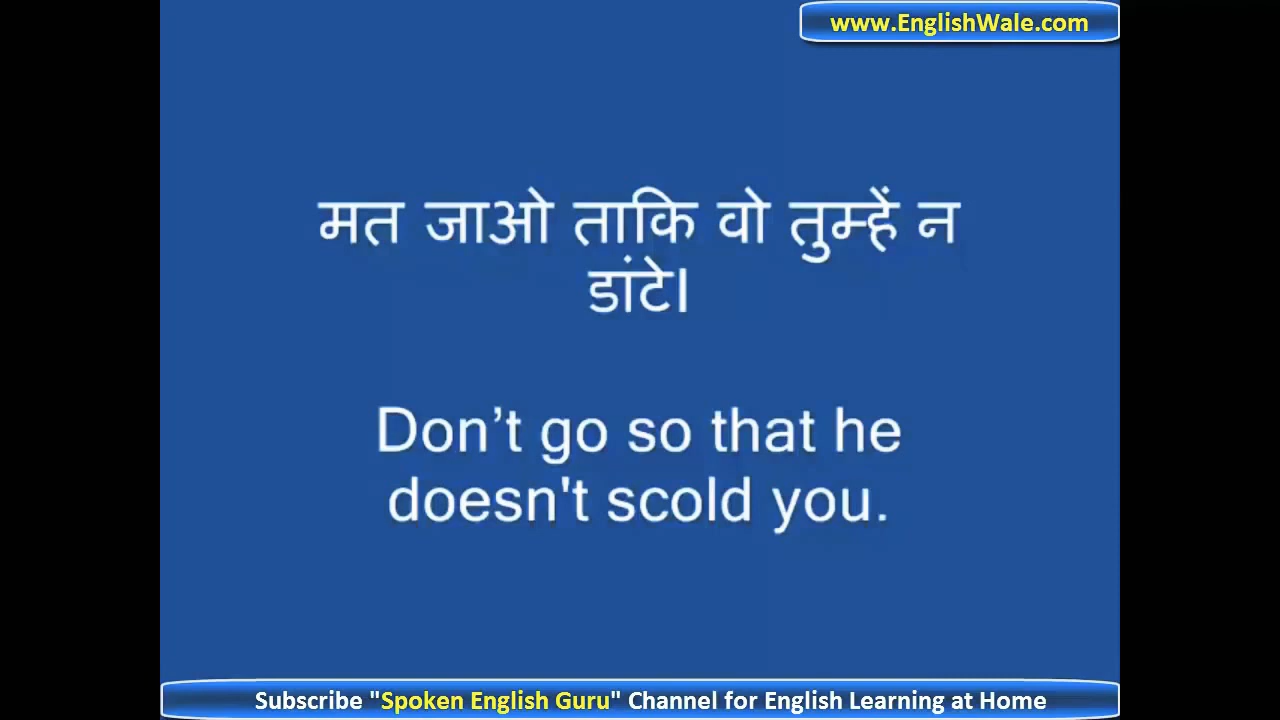 www.EnglishWale.com
मत जाओ ताकि वो तुम्हें न
डांटे।
Don’t go so that he
doesn't scold you.
Subscribe "Spoken English Guru" Channel for English Learning at Home